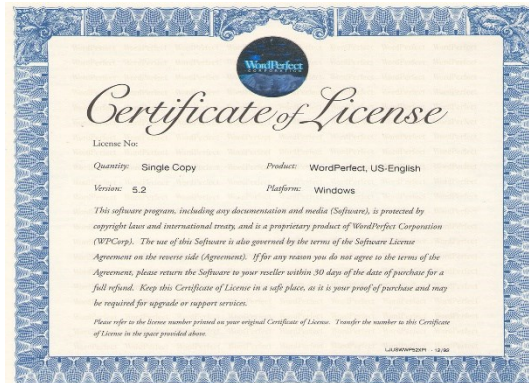 WordPerfect
CORPORATION
Certificate of License
License No:
Quantity: Single Copy Product: WordPerfect, US-English
Version: 5.2 Platform: Windows
This software program, including any documentation and media (Software), is protected by
copyright laws and international treaty, and is a proprietary product of WordPerfect Corporation
(WPCorp). The use of this Software is also governed by the terms of the Software License
Agreement on the reverse side (Agreement). If for any reason you do not agree to the terms of the
Agreement, please return the Software to your reseller within 30 days of the date of purchase for a
full refund. Keep this Certificate of License in a safe place, as it is your proof of purchase and may
be required for upgrade or support services.
Please refer to the license number printed on your original Certificate of License. Transfer the number to this Certificate
of License in the space provided above.